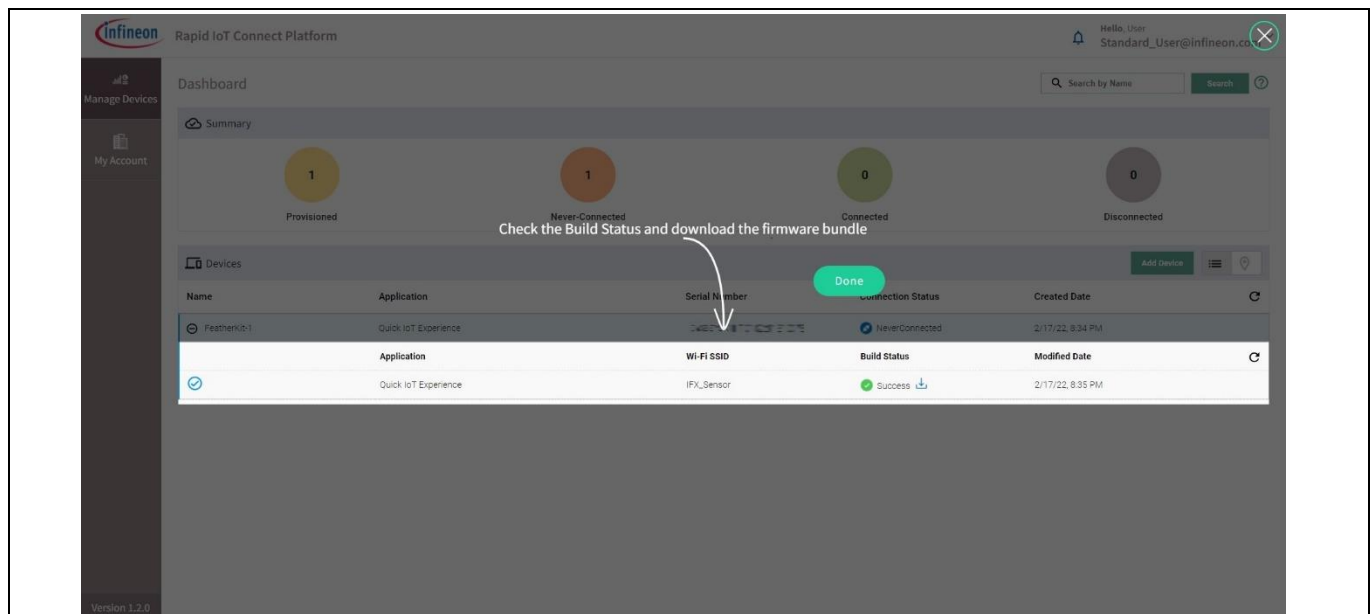 infineon
Rapid IoT Connect Platform
Hello, User
Standard_User@infineon.co
Manage Devices
My Account
Dashboard
Search by Name
Search
Summary
1
1
0
0
Provisioned
Never-Connected
Connected
Disconnected
Check the Build Status and download the firmware bundle
Devices
Add Device
Done
Name Application Serial Number Connection Status Created Date
FeatherKit-1 Quick IoT Experience NeverConnected 2/17/22, 8:34 PM
Application Wi-Fi SSID Build Status Modified Date
Quick IoT Experience IFX_Sensor Success 2/17/22, 8:35 PM
Version 1.2.0